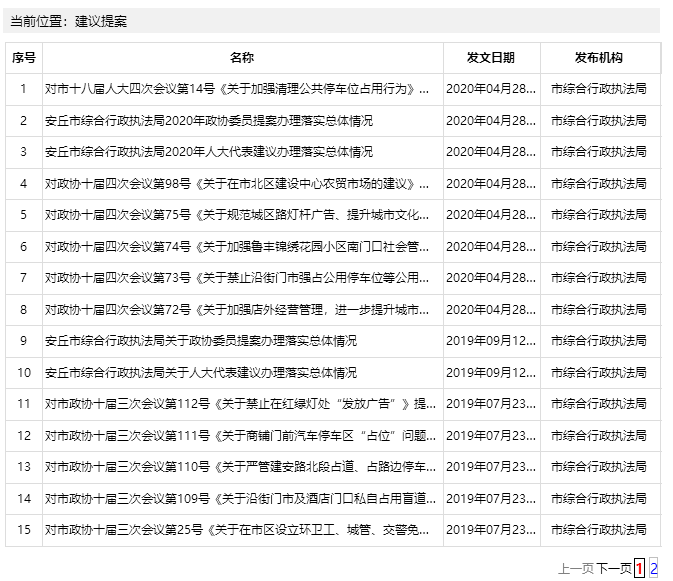 当前位置：建议提案
序号 名称 发文日期 发布机构
1 对市十八届人大四次会议第14号《关于加强清理公共停车位占用行为》... 2020年04月28... 市综合行政执法局
2 安丘市综合行政执法局2020年政协委员提案办理落实总体情况 2020年04月28... 市综合行政执法局
3 安丘市综合行政执法局2020年人大代表建议办理落实总体情况 2020年04月28... 市综合行政执法局
4 对政协十届四次会议第98号《关于在市北区建设中心农贸市场的建议》... 2020年04月28... 市综合行政执法局
5 对政协十届四次会议第75号《关于规范城区路灯杆广告、提升城市文化... 2020年04月28... 市综合行政执法局
6 对政协十届四次会议第74号《关于加强鲁丰锦绣花园小区南门口社会管... 2020年04月28... 市综合行政执法局
7 对政协十届四次会议第73号《关于禁止沿街门市强占公用停车位等公用... 2020年04月28... 市综合行政执法局
8 对政协十届四次会议第72号《关于加强店外经营管理，进一步提升城市... 2020年04月28... 市综合行政执法局
9 安丘市综合行政执法局关于政协委员提案办理落实总体情况 2019年09月12... 市综合行政执法局
10 安丘市综合行政执法局关于人大代表建议办理落实总体情况 2019年09月12... 市综合行政执法局
11 对市政协十届三次会议第112号《关于禁止在红绿灯处“发放广告”》提... 2019年07月23... 市综合行政执法局
12 对市政协十届三次会议第111号《关于商铺门前汽车停车区“占位”问题... 2019年07月23... 市综合行政执法局
13 对市政协十届三次会议第110号《关于严管建安路北段占道、占路边停车... 2019年07月23... 市综合行政执法局
14 对市政协十届三次会议第109号《关于沿街门市及酒店门口私自占用盲道... 2019年07月23... 市综合行政执法局
15 对市政协十届三次会议第25号《关于在市区设立环卫工、城管、交警免... 2019年07月23... 市综合行政执法局
上一页 下一页 1 2